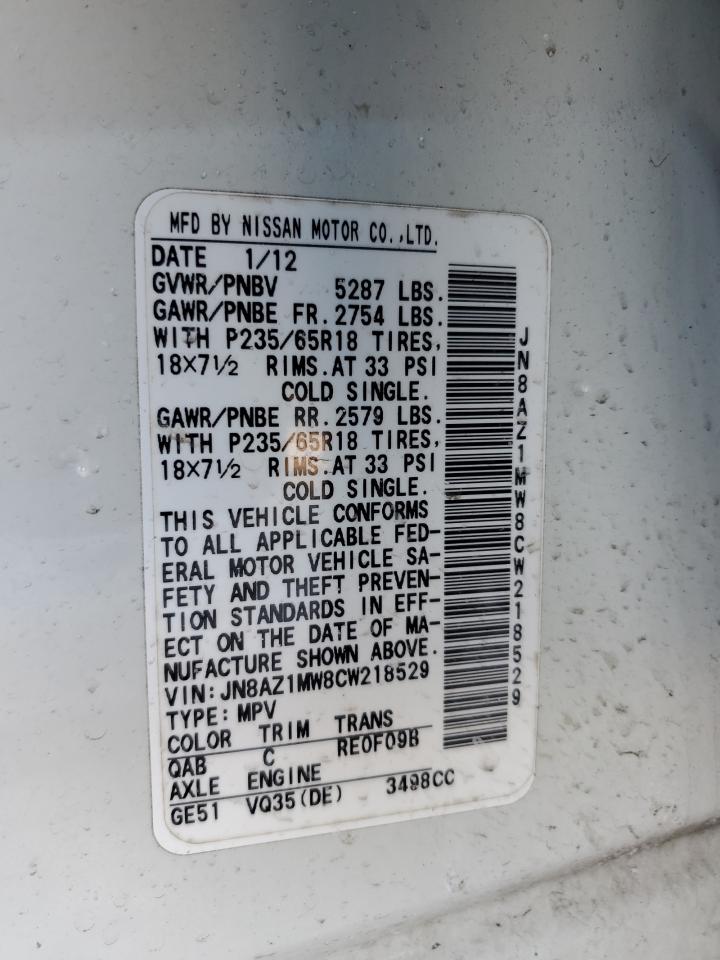 MFD BY NISSAN MOTOR CO.,LTD.
DATE 1/12
GVWR/PNBV 5287 LBS.
GAWR/PNBE FR. 2754 LBS.
WITH P235/65R18 TIRES,
18×7½ RIMS.AT 33 PSI
COLD SINGLE.
GAWR/PNBE RR. 2579 LBS.
WITH P235/65R18 TIRES,
18×7½ RIMS.AT 33 PSI
COLD SINGLE.
THIS VEHICLE CONFORMS
TO ALL APPLICABLE FED-
ERAL MOTOR VEHICLE SA-
FETY AND THEFT PREVEN-
TION STANDARDS IN EFF-
ECT ON THE DATE OF MA-
NUFACTURE SHOWN ABOVE.
VIN:JN8AZ1MW8CW218529
TYPE:MPV
COLOR TRIM TRANS
QAB C RE0F09B
AXLE ENGINE
GE51 VQ35(DE) 3498CC
JN8AZ1MW8CW218529